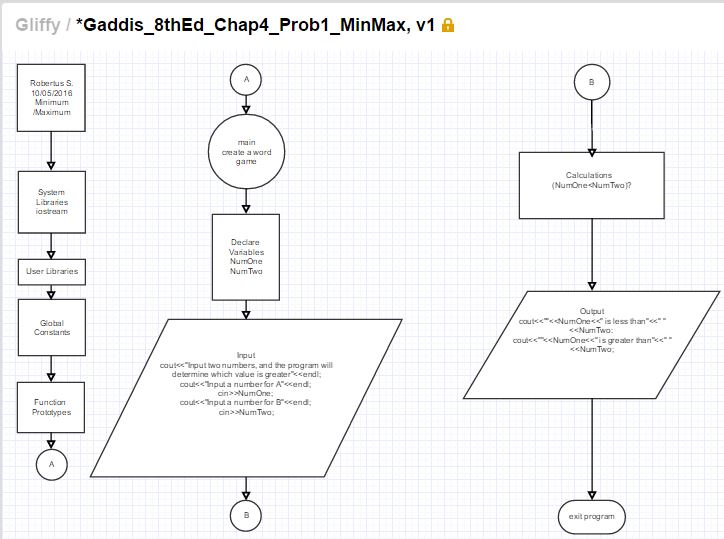 Gliffy / *Gaddis_8thEd_Chap4_Prob1_MinMax, v1
Robertus S.
10/05/2016
Minimum
/Maximum
System
Libraries
iostream
User Libraries
Global
Constants
Function
Prototypes
A
A
main
create a word
game
Declare
Variables
NumOne
NumTwo
Input
cout<<"Input two numbers, and the program will
determine which value is greater"<<endl;
cout<<"Input a number for A"<<endl;
cin>>NumOne;
cout<<"Input a number for B"<<endl;
cin>>NumTwo;
B
B
Calculations
(NumOne<NumTwo)?
Output
cout<<""<<NumOne<<" is less than"<<" "
<<NumTwo:
cout<<""<<NumOne<<" is greater than"<<" "
<<NumTwo;
exit program